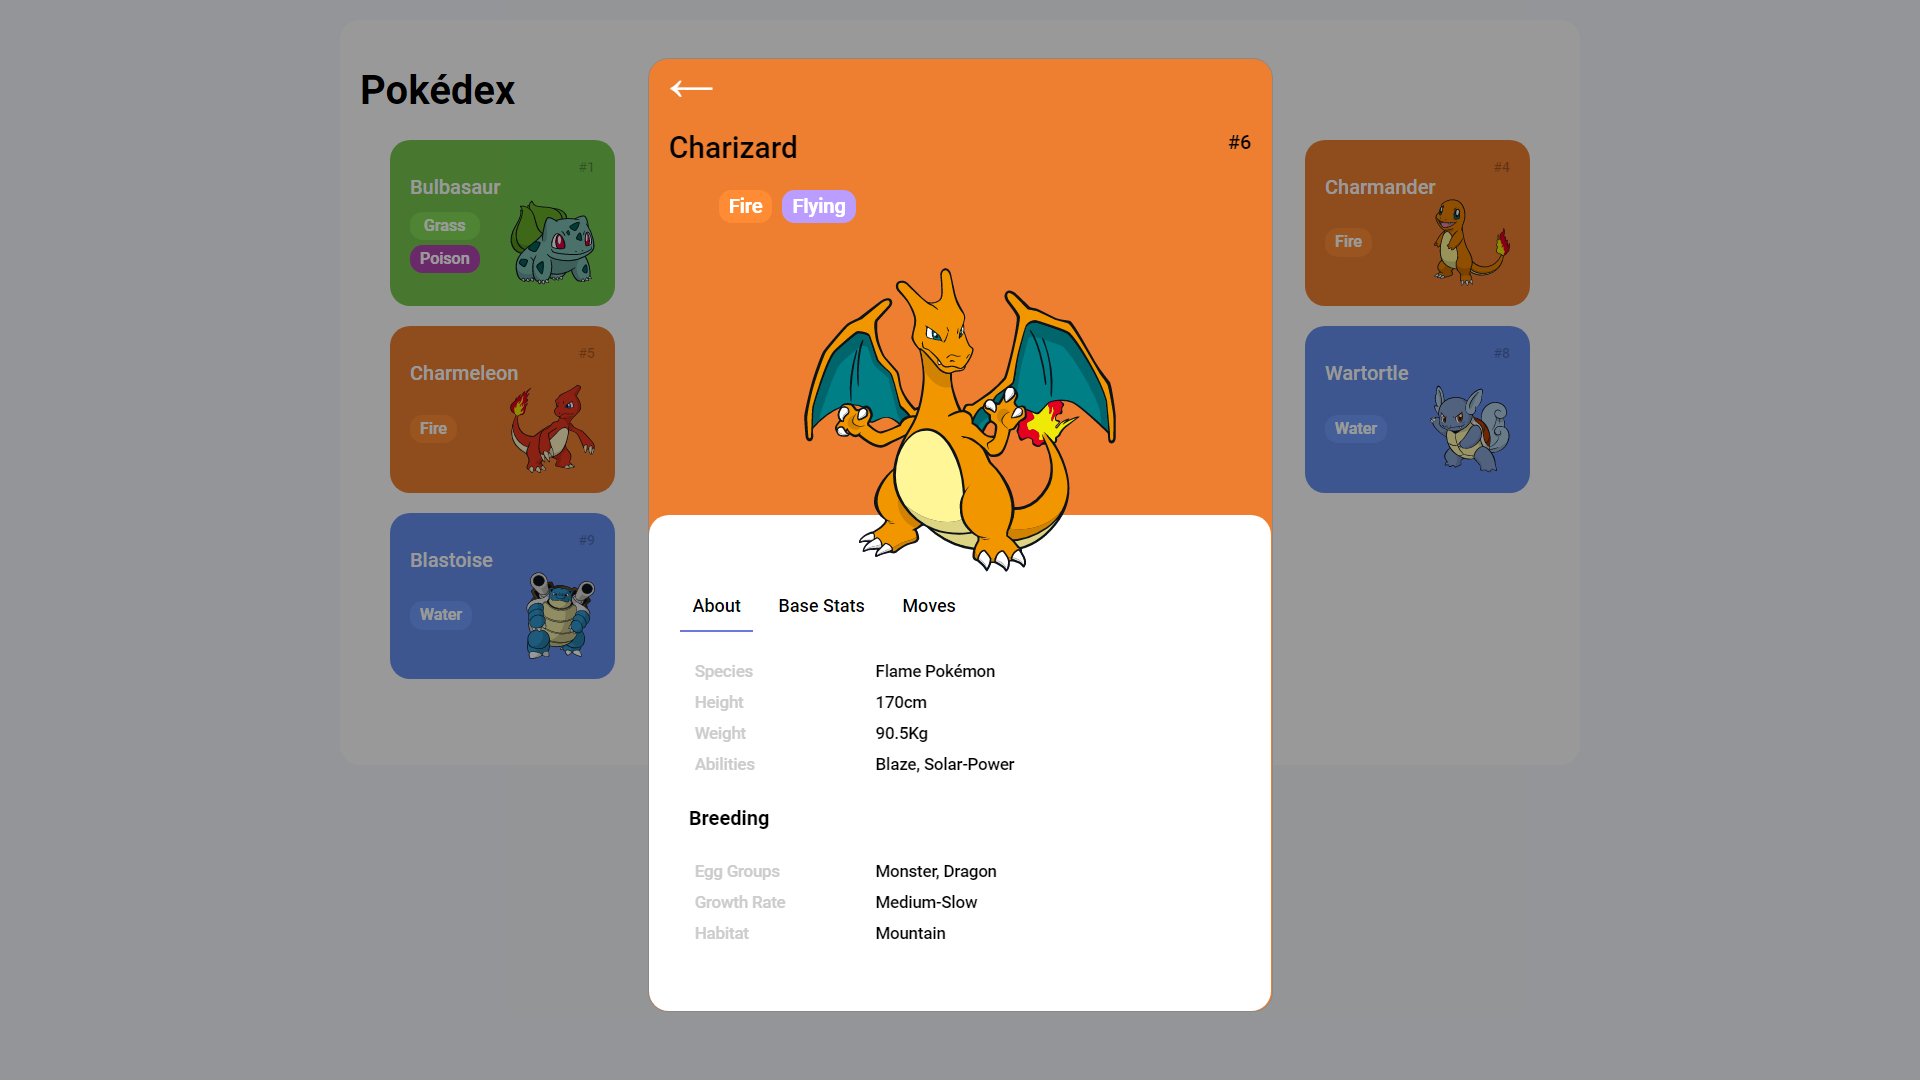 Pokédex
#1
Bulbasaur
Grass
Poison
#5
Charmeleon
Fire
#9
Blastoise
Water
Charizard
#6
Fire Flying
About Base Stats Moves
Species Flame Pokémon
Height 170cm
Weight 90.5Kg
Abilities Blaze, Solar-Power
Breeding
Egg Groups Monster, Dragon
Growth Rate Medium-Slow
Habitat Mountain
#4
Charmander
Fire
#8
Wartortle
Water